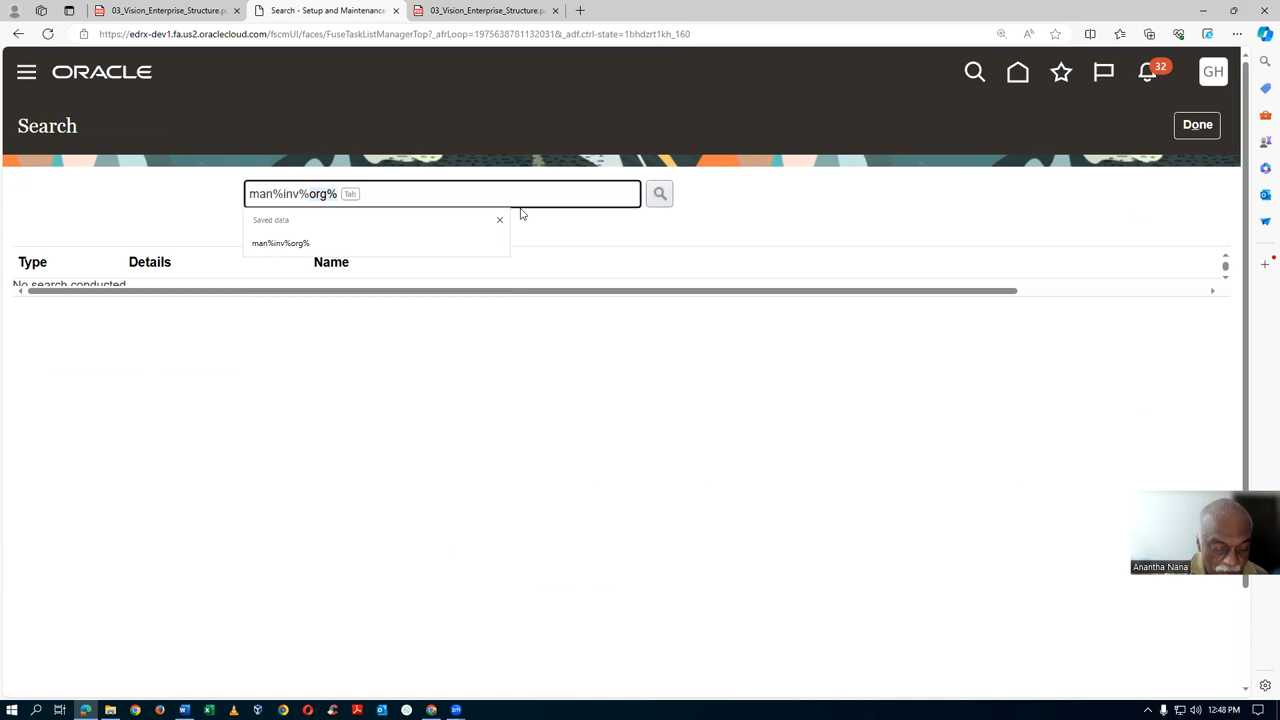 03_Vision_Enterprise_Structure.p
Search - Setup and Maintenance
03_Vision_Enterprise_Structure.p
https://edrx-dev1.fa.us2.oraclecloud.com/fscmUI/faces/FuseTaskListManagerTop?_afrLoop=1975638781132031&_adf.ctrl-state=1bhdzrt1kh_160
ORACLE
32
GH
Search
Done
man%inv%org% Tab
Saved data
man%inv%org%
Type Details Name
No search conducted
Anantha Nana
12:48 PM